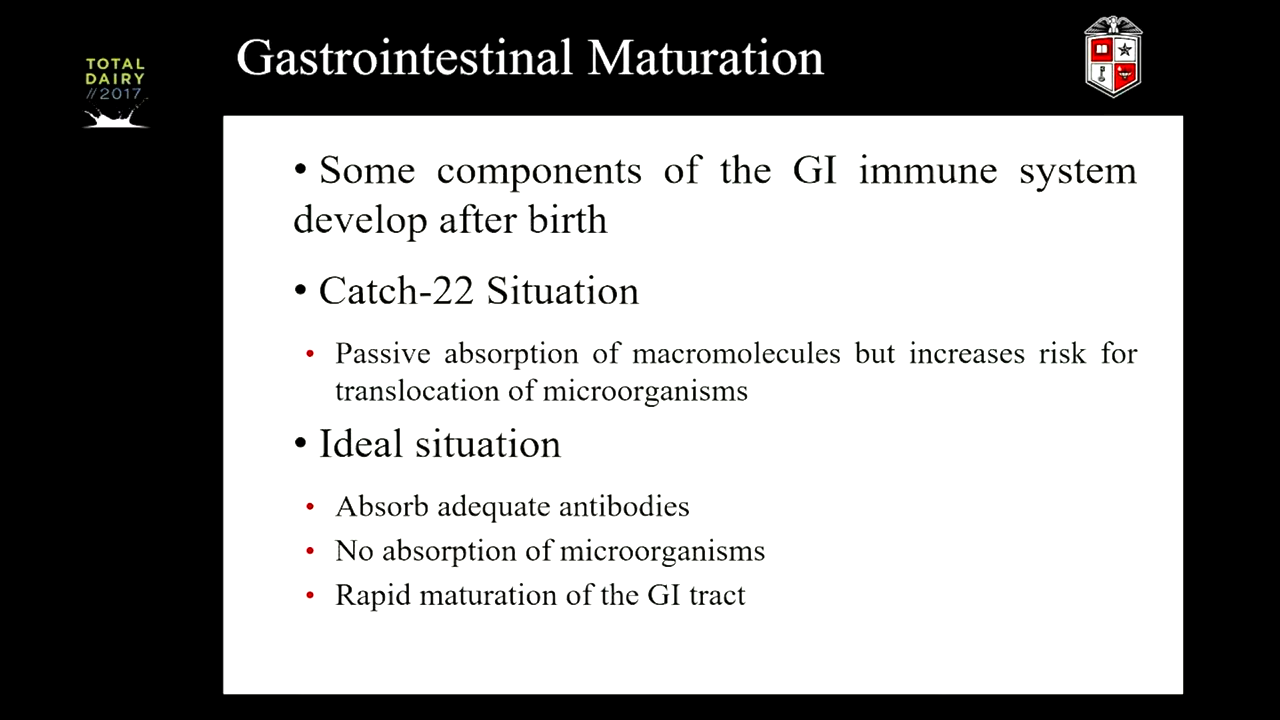 Gastrointestinal Maturation
TOTAL
DAIRY
//2017
• Some components of the GI immune system
develop after birth
• Catch-22 Situation
• Passive absorption of macromolecules but increases risk for
translocation of microorganisms
• Ideal situation
• Absorb adequate antibodies
• No absorption of microorganisms
• Rapid maturation of the GI tract